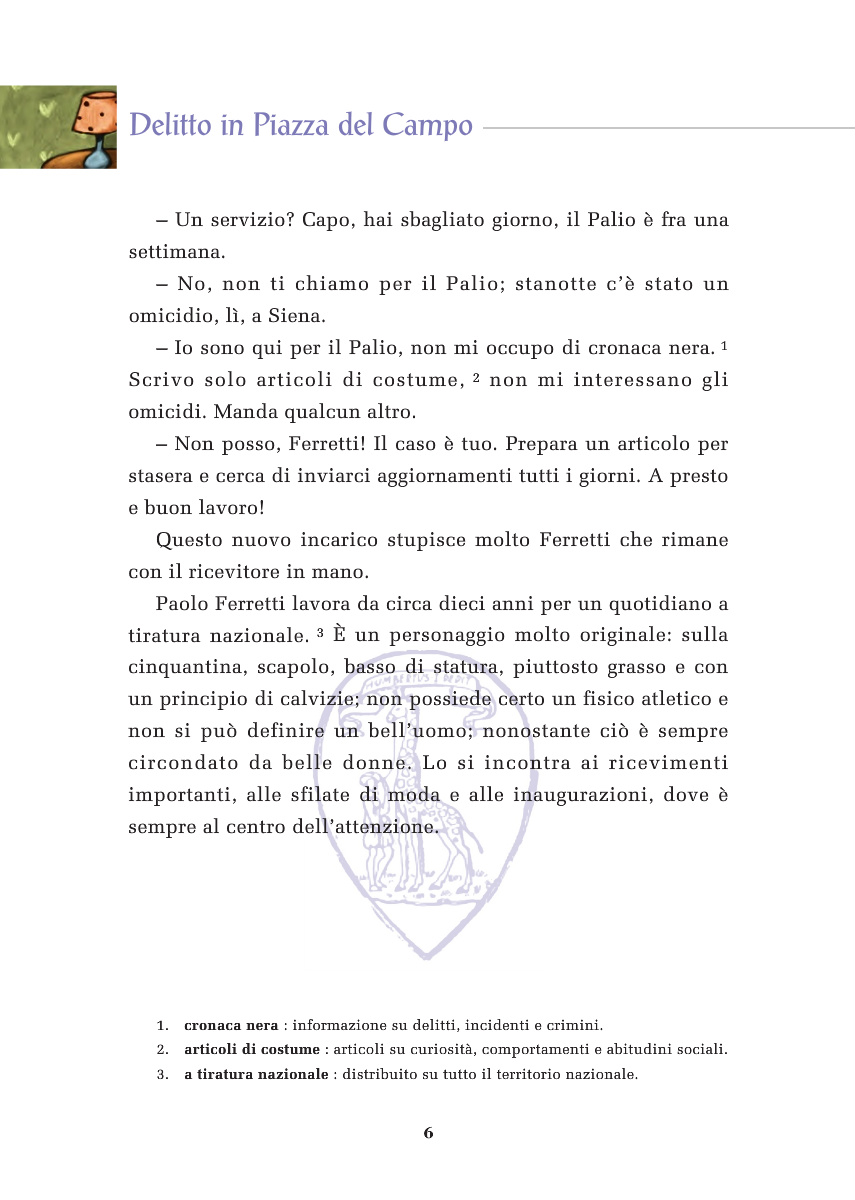 Delitto in Piazza del Campo
– Un servizio? Capo, hai sbagliato giorno, il Palio è fra una
settimana.
– No, non ti chiamo per il Palio; stanotte c’è stato un
omicidio, lì, a Siena.
– Io sono qui per il Palio, non mi occupo di cronaca nera. ¹
Scrivo solo articoli di costume, ² non mi interessano gli
omicidi. Manda qualcun altro.
– Non posso, Ferretti! Il caso è tuo. Prepara un articolo per
stasera e cerca di inviarci aggiornamenti tutti i giorni. A presto
e buon lavoro!
Questo nuovo incarico stupisce molto Ferretti che rimane
con il ricevitore in mano.
Paolo Ferretti lavora da circa dieci anni per un quotidiano a
tiratura nazionale. ³ È un personaggio molto originale: sulla
cinquantina, scapolo, basso di statura, piuttosto grasso e con
HUMBERTUS I DEDIT
un principio di calvizie; non possiede certo un fisico atletico e
non si può definire un bell’uomo; nonostante ciò è sempre
circondato da belle donne. Lo si incontra ai ricevimenti
importanti, alle sfilate di moda e alle inaugurazioni, dove è
sempre al centro dell’attenzione.
1. cronaca nera : informazione su delitti, incidenti e crimini.
2. articoli di costume : articoli su curiosità, comportamenti e abitudini sociali.
3. a tiratura nazionale : distribuito su tutto il territorio nazionale.
6